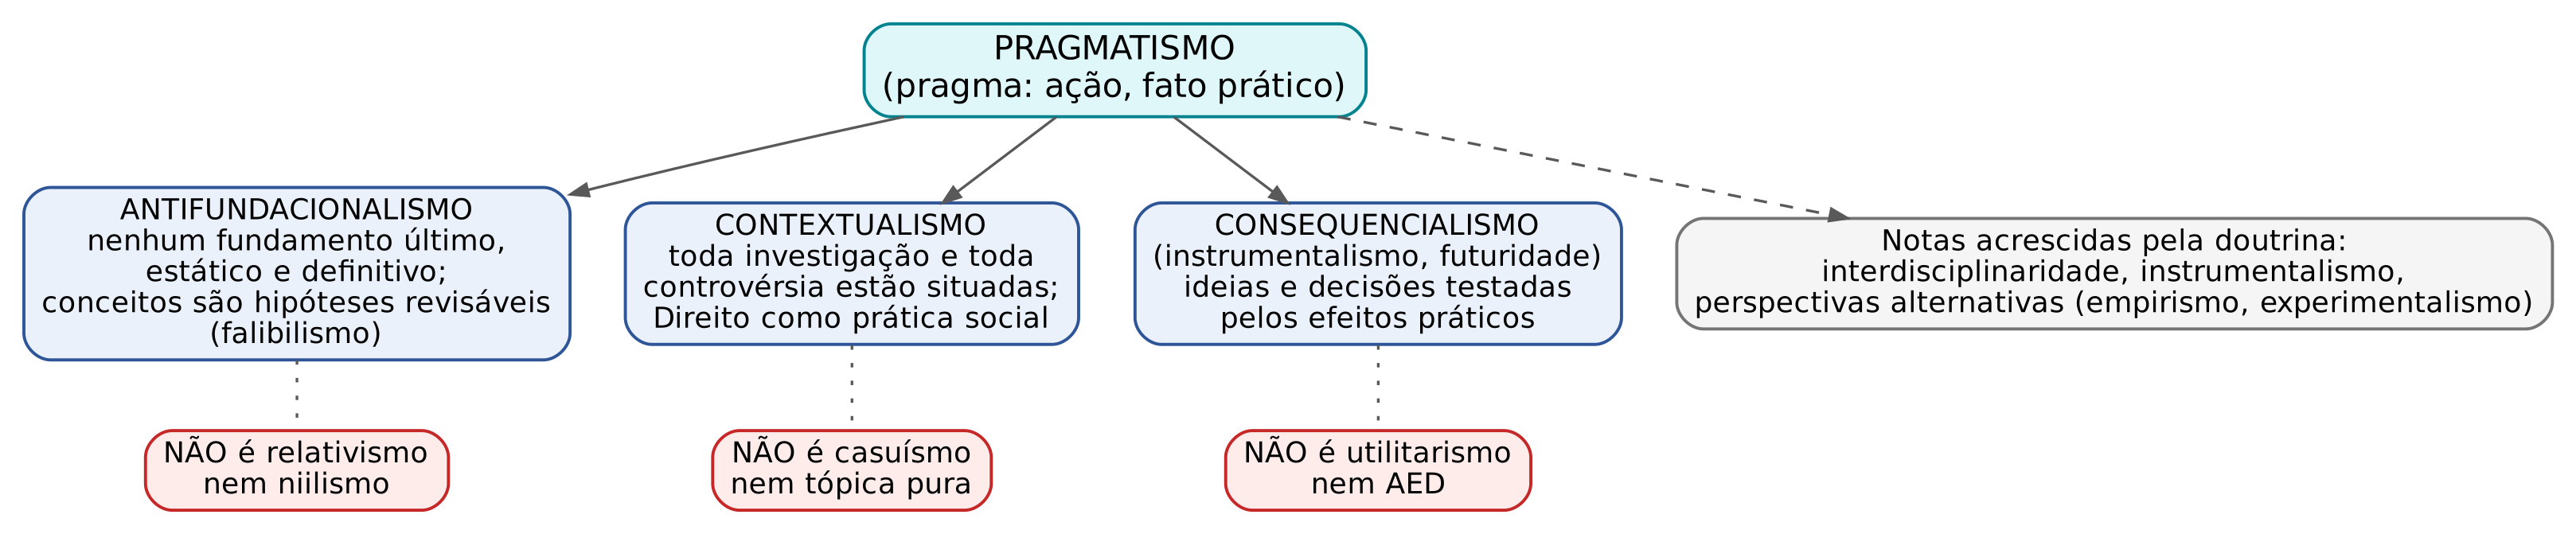 PRAGMATISMO
(pragma: ação, fato prático)
ANTIFUNDACIONALISMO
nenhum fundamento último,
estático e definitivo;
conceitos são hipóteses revisáveis
(falibilismo)
CONTEXTUALISMO
toda investigação e toda
controvérsia estão situadas;
Direito como prática social
CONSEQUENCIALISMO
(instrumentalismo, futuridade)
ideias e decisões testadas
pelos efeitos práticos
Notas acrescidas pela doutrina:
interdisciplinaridade, instrumentalismo,
perspectivas alternativas (empirismo, experimentalismo)
NÃO é relativismo
nem niilismo
NÃO é casuísmo
nem tópica pura
NÃO é utilitarismo
nem AED